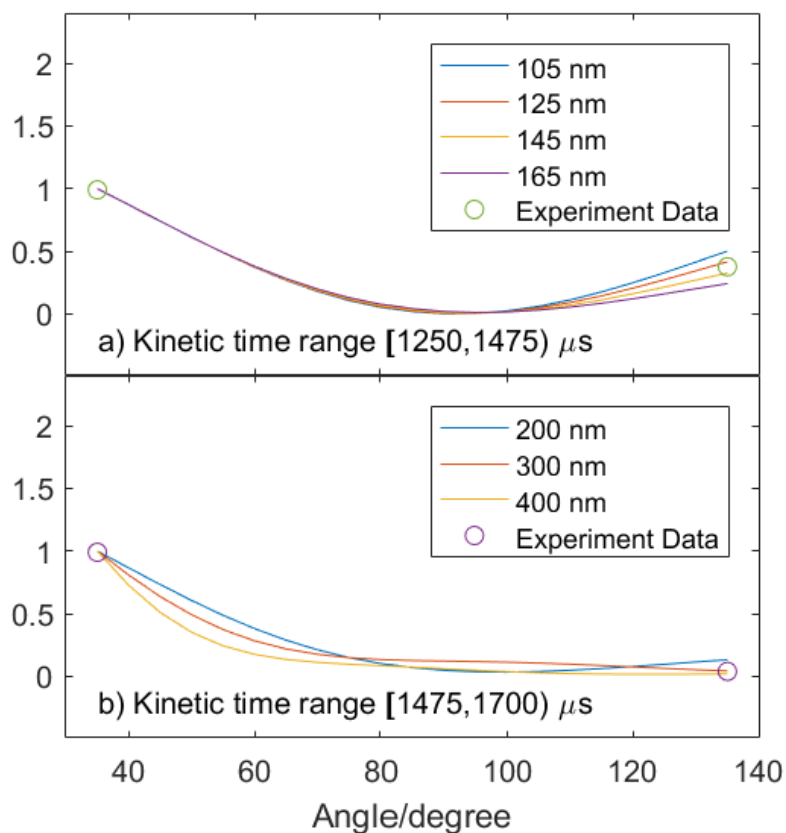 2
1.5
1
0.5
0
105 nm
125 nm
145 nm
165 nm
Experiment Data
a) Kinetic time range [1250,1475) μs
2
1.5
1
0.5
0
200 nm
300 nm
400 nm
Experiment Data
b) Kinetic time range [1475,1700) μs
40 60 80 100 120 140
Angle/degree